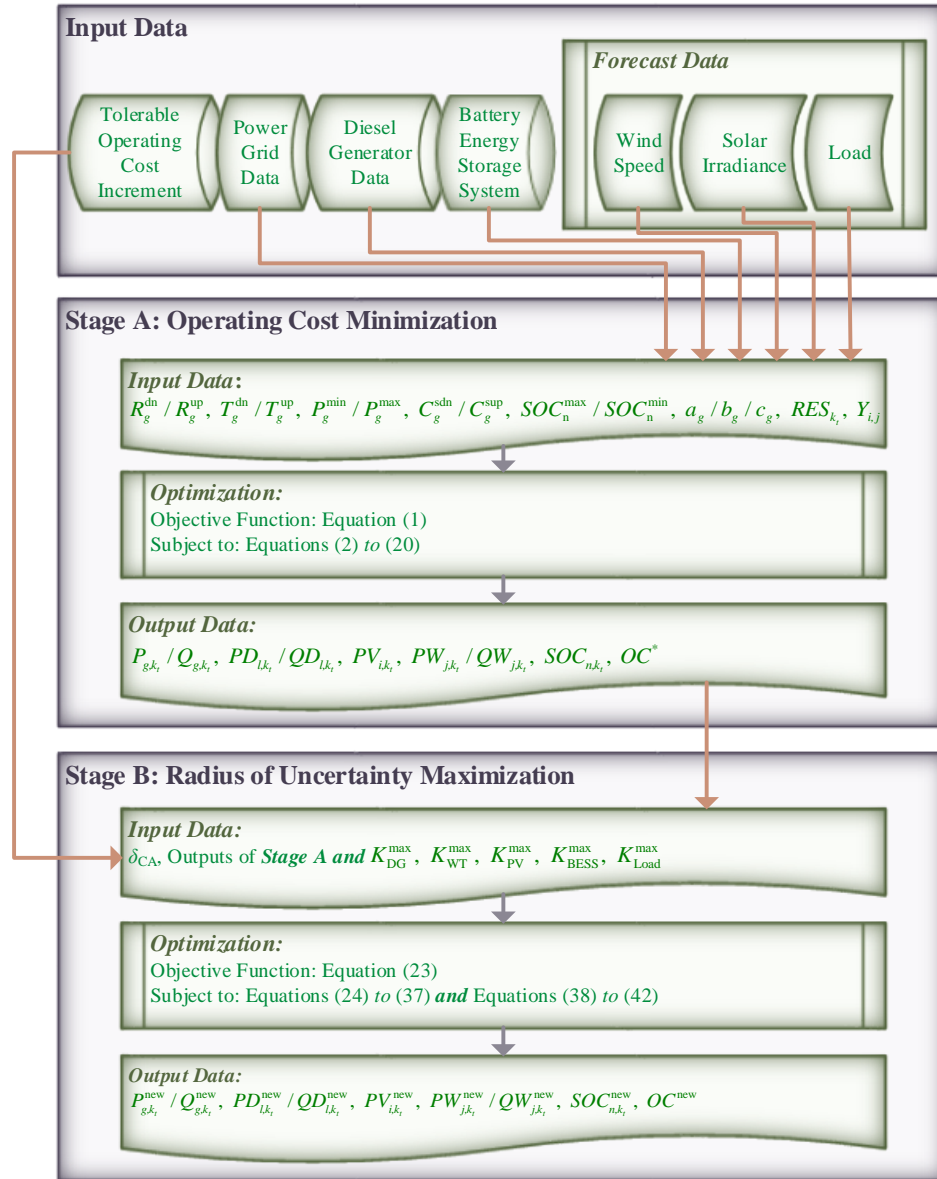 Input Data
Forecast Data
Tolerable
Operating
Cost
Increment
Power
Grid
Data
Diesel
Generator
Data
Battery
Energy
Storage
System
Wind
Speed
Solar
Irradiance
Load
Stage A: Operating Cost Minimization
Input Data:
R_g^dn / R_g^up, T_g^dn / T_g^up, P_g^min / P_g^max, C_g^sdn / C_g^sup, SOC_n^max / SOC_n^min, a_g / b_g / c_g, RES_{k_t}, Y_{i,j}
Optimization:
Objective Function: Equation (1)
Subject to: Equations (2) to (20)
Output Data:
P_{g,k_t} / Q_{g,k_t}, PD_{l,k_t} / QD_{l,k_t}, PV_{i,k_t}, PW_{j,k_t} / QW_{j,k_t}, SOC_{n,k_t}, OC^*
Stage B: Radius of Uncertainty Maximization
Input Data:
δ_CA, Outputs of Stage A and K_DG^max, K_WT^max, K_PV^max, K_BESS^max, K_Load^max
Optimization:
Objective Function: Equation (23)
Subject to: Equations (24) to (37) and Equations (38) to (42)
Output Data:
P_{g,k_t}^new / Q_{g,k_t}^new, PD_{l,k_t}^new / QD_{l,k_t}^new, PV_{i,k_t}^new, PW_{j,k_t}^new / QW_{j,k_t}^new, SOC_{n,k_t}^new, OC^new